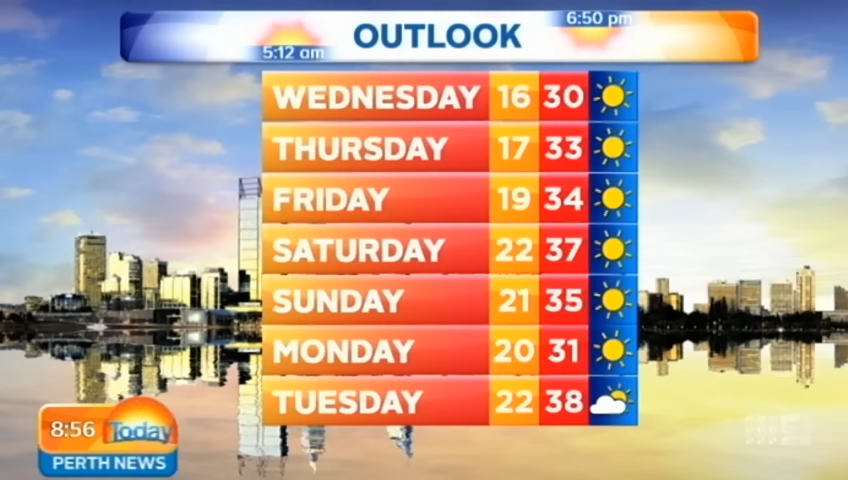 5:12 am
OUTLOOK
6:50 pm
WEDNESDAY 16 30
THURSDAY 17 33
FRIDAY 19 34
SATURDAY 22 37
SUNDAY 21 35
MONDAY 20 31
TUESDAY 22 38
8:56 Today
PERTH NEWS